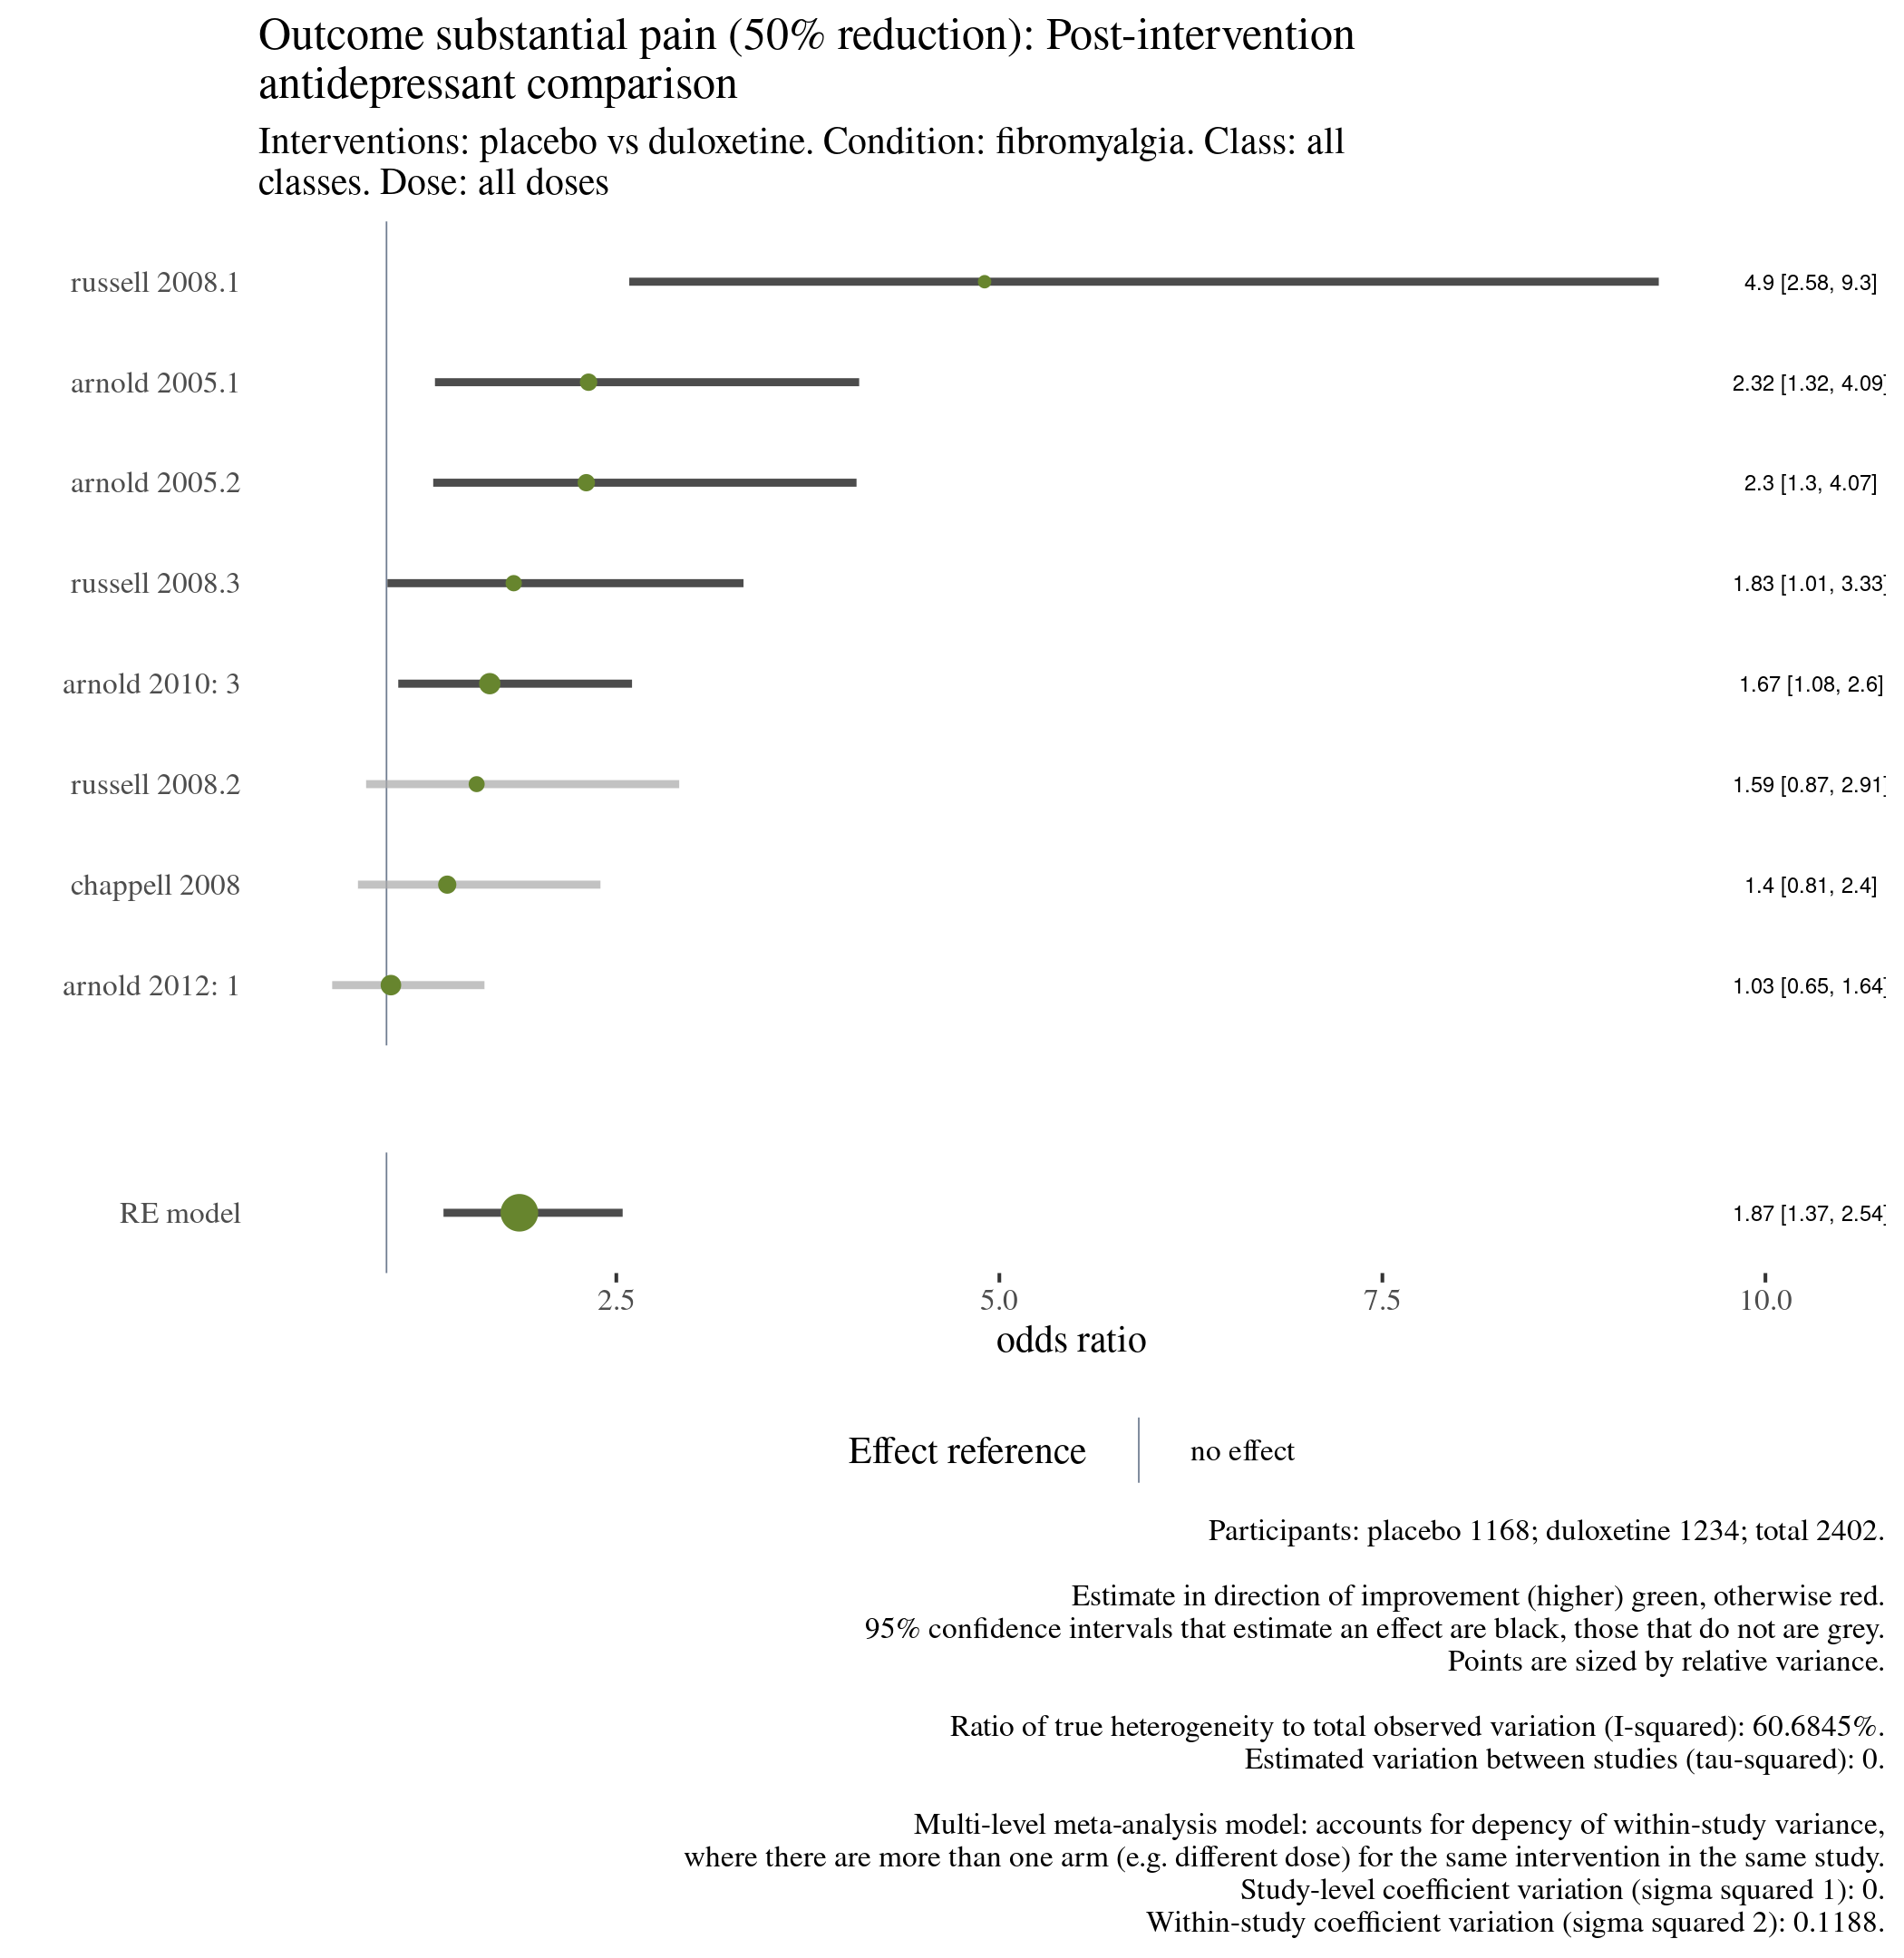 Outcome substantial pain (50% reduction): Post-intervention
antidepressant comparison
Interventions: placebo vs duloxetine. Condition: fibromyalgia. Class: all
classes. Dose: all doses
russell 2008.1 4.9 [2.58, 9.3]
arnold 2005.1 2.32 [1.32, 4.09]
arnold 2005.2 2.3 [1.3, 4.07]
russell 2008.3 1.83 [1.01, 3.33]
arnold 2010: 3 1.67 [1.08, 2.6]
russell 2008.2 1.59 [0.87, 2.91]
chappell 2008 1.4 [0.81, 2.4]
arnold 2012: 1 1.03 [0.65, 1.64]
RE model 1.87 [1.37, 2.54]
2.5 5.0 7.5 10.0
odds ratio
Effect reference no effect
Participants: placebo 1168; duloxetine 1234; total 2402.
Estimate in direction of improvement (higher) green, otherwise red.
95% confidence intervals that estimate an effect are black, those that do not are grey.
Points are sized by relative variance.
Ratio of true heterogeneity to total observed variation (I-squared): 60.6845%.
Estimated variation between studies (tau-squared): 0.
Multi-level meta-analysis model: accounts for depency of within-study variance,
where there are more than one arm (e.g. different dose) for the same intervention in the same study.
Study-level coefficient variation (sigma squared 1): 0.
Within-study coefficient variation (sigma squared 2): 0.1188.